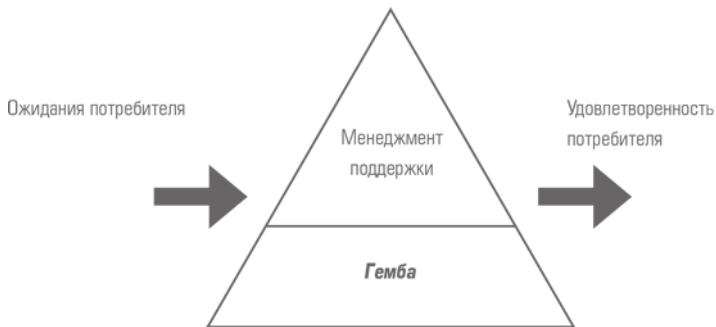 Ожидания потребителя
Менеджмент
поддержки
Удовлетворенность
потребителя
Гемба